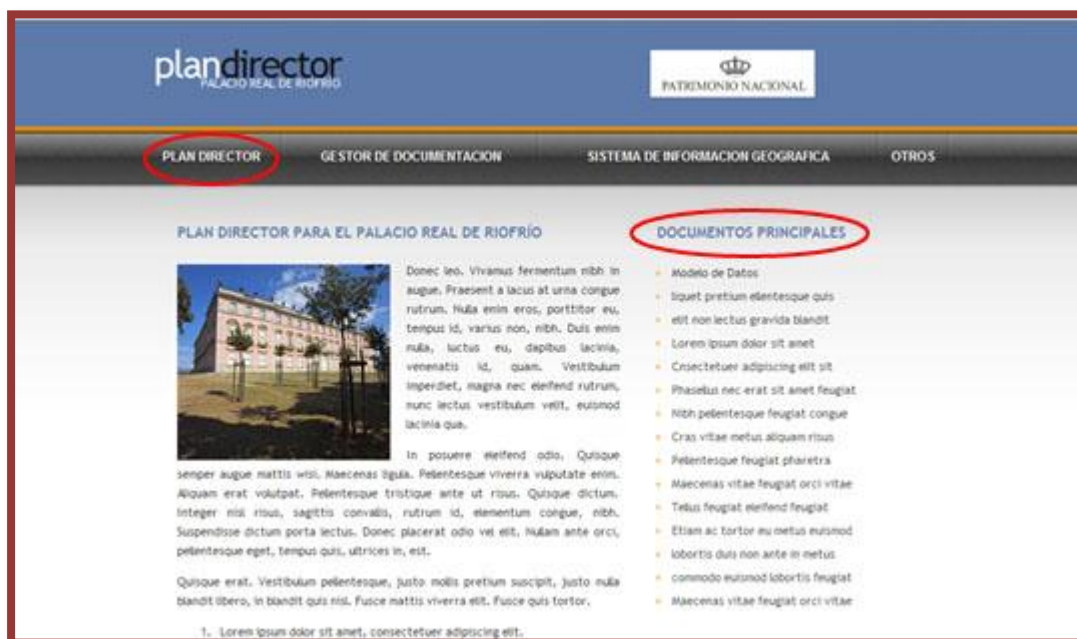 plandirector
PALACIO REAL DE RIOFRÍO
PATRIMONIO NACIONAL
PLAN DIRECTOR
GESTOR DE DOCUMENTACION
SISTEMA DE INFORMACION GEOGRAFICA
OTROS
PLAN DIRECTOR PARA EL PALACIO REAL DE RIOFRÍO
Donec leo. Vivamus fermentum nibh in
augue. Praesent a lacus at urna congue
rutrum. Nulla enim eros, porttitor eu,
tempus id, varius non, nibh. Duis enim
nulla, luctus eu, dapibus lacinia,
venenatis id, quam. Vestibulum
imperdiet, magna nec eleifend rutrum,
nunc lectus vestibulum velit, euismod
lacinia qua.
In posuere eleifend odio. Quisque
semper augue mattis wisi. Maecenas ligula. Pellentesque viverra vulputate enim.
Aliquam erat volutpat. Pellentesque tristique ante ut risus. Quisque dictum.
Integer nisl risus, sagittis convallis, rutrum id, elementum congue, nibh.
Suspendisse dictum porta lectus. Donec placerat odio vel elit. Nullam ante orci,
pellentesque eget, tempus quis, ultrices in, est.
Quisque erat. Vestibulum pellentesque, justo mollis pretium suscipit, justo nulla
blandit libero, in blandit quis nisl. Fusce mattis viverra elit. Fusce quis tortor.
1. Lorem ipsum dolor sit amet, consectetuer adipiscing elit.
DOCUMENTOS PRINCIPALES
Modelo de Datos
liquet pretium elentesque quis
elit non lectus gravida blandit
Lorem ipsum dolor sit amet
Cnsectetuer adipiscing elit sit
Phasellus nec erat sit amet feugiat
Nibh pellentesque feugiat congue
Cras vitae metus aliquam risus
Pellentesque feugiat pharetra
Maecenas vitae feugiat orci vitae
Tellus feugiat eleifend feugiat
Etiam ac tortor eu metus euismod
lobortis duis non ante in metus
commodo euismod lobortis feugiat
Maecenas vitae feugiat orci vitae